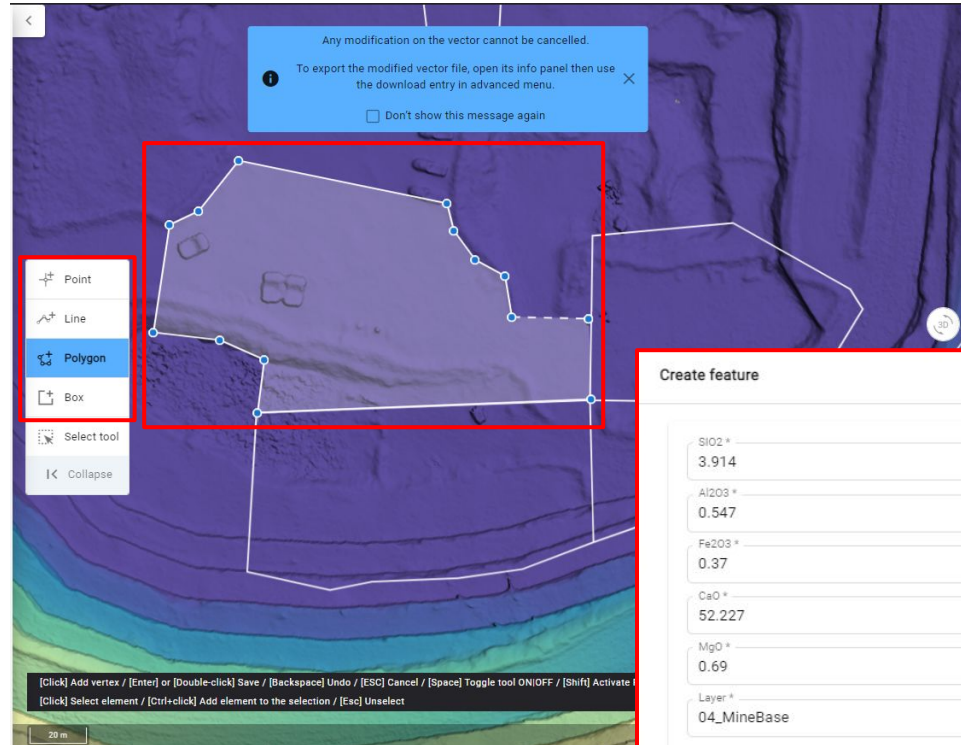 Any modification on the vector cannot be cancelled.
To export the modified vector file, open its info panel then use
the download entry in advanced menu.
Don't show this message again
Point
Line
Polygon
Box
Select tool
Collapse
3D
Create feature
SiO2 *
3.914
Al2O3 *
0.547
Fe2O3 *
0.37
CaO *
52.227
MgO *
0.69
Layer *
04_MineBase
[Click] Add vertex / [Enter] or [Double-click] Save / [Backspace] Undo / [ESC] Cancel / [Space] Toggle tool ON|OFF / [Shift] Activate
[Click] Select element / [Ctrl+click] Add element to the selection / [Esc] Unselect
20 m